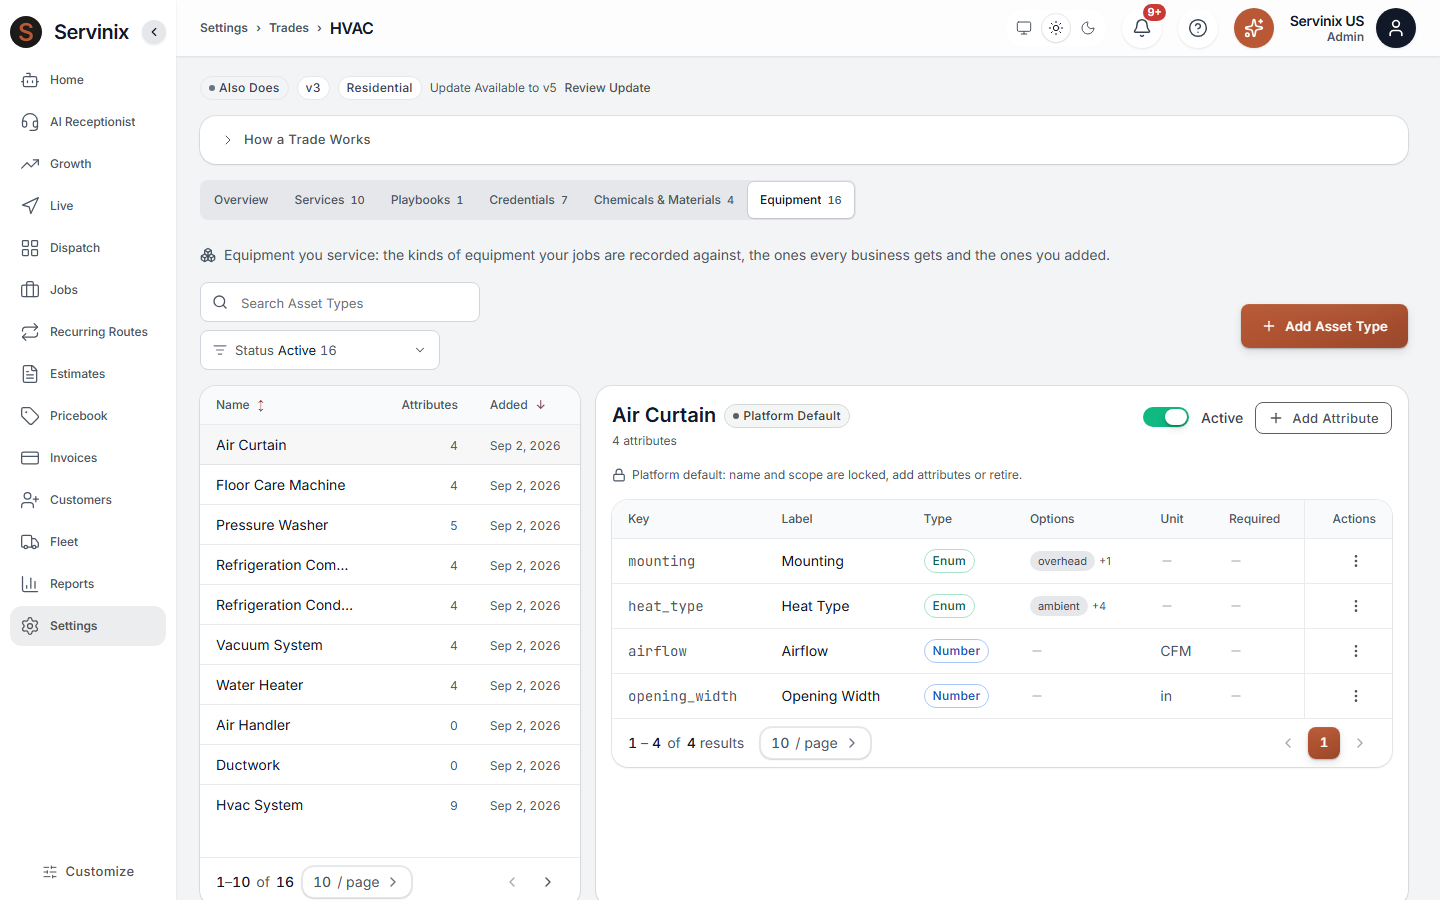 S Servinix
Home
AI Receptionist
Growth
Live
Dispatch
Jobs
Recurring Routes
Estimates
Pricebook
Invoices
Customers
Fleet
Reports
Settings
Customize
Settings > Trades > HVAC
9+
Servinix US
Admin
Also Does v3 Residential Update Available to v5 Review Update
How a Trade Works
Overview Services 10 Playbooks 1 Credentials 7 Chemicals & Materials 4 Equipment 16
Equipment you service: the kinds of equipment your jobs are recorded against, the ones every business gets and the ones you added.
Search Asset Types
Status Active 16
+ Add Asset Type
Name Attributes Added
Air Curtain 4 Sep 2, 2026
Floor Care Machine 4 Sep 2, 2026
Pressure Washer 5 Sep 2, 2026
Refrigeration Com... 4 Sep 2, 2026
Refrigeration Cond... 4 Sep 2, 2026
Vacuum System 4 Sep 2, 2026
Water Heater 4 Sep 2, 2026
Air Handler 0 Sep 2, 2026
Ductwork 0 Sep 2, 2026
Hvac System 9 Sep 2, 2026
1–10 of 16 10 / page
Air Curtain Platform Default Active + Add Attribute
4 attributes
Platform default: name and scope are locked, add attributes or retire.
Key Label Type Options Unit Required Actions
mounting Mounting Enum overhead +1 — —
heat_type Heat Type Enum ambient +4 — —
airflow Airflow Number — CFM —
opening_width Opening Width Number — in —
1 – 4 of 4 results 10 / page 1